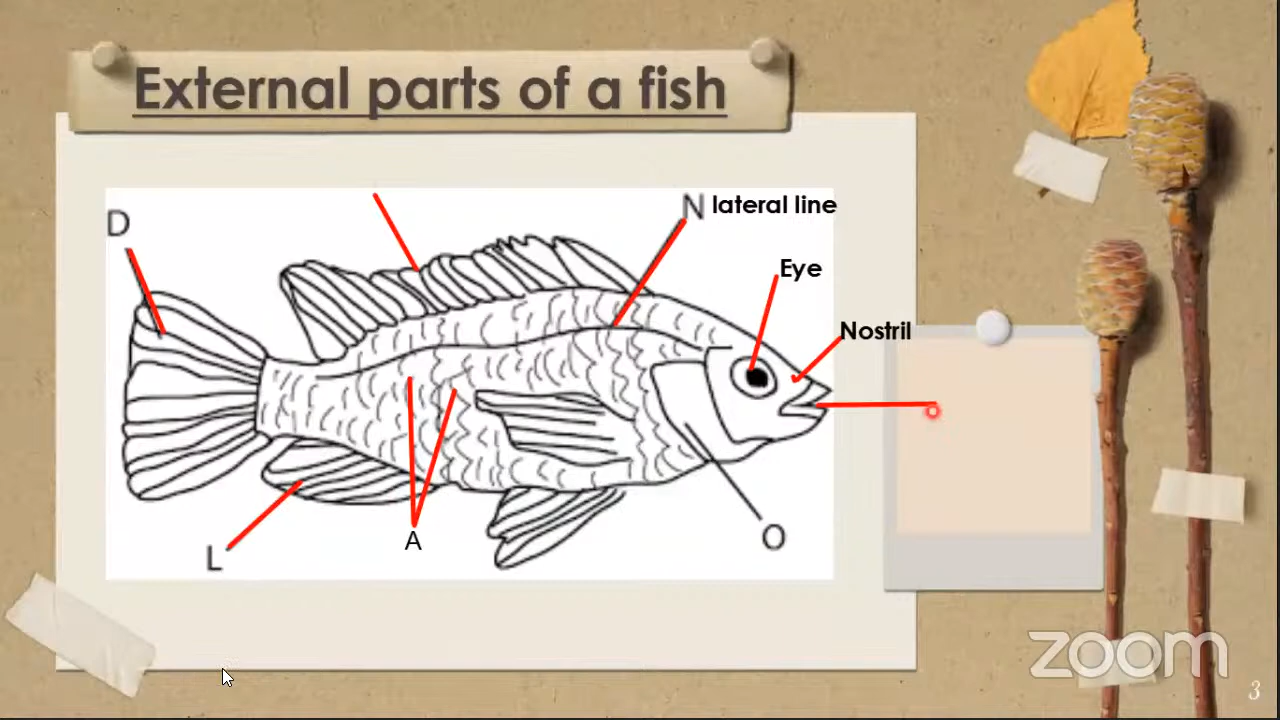 External parts of a fish
D
N lateral line
Eye
Nostril
L
A
O
zoom
3